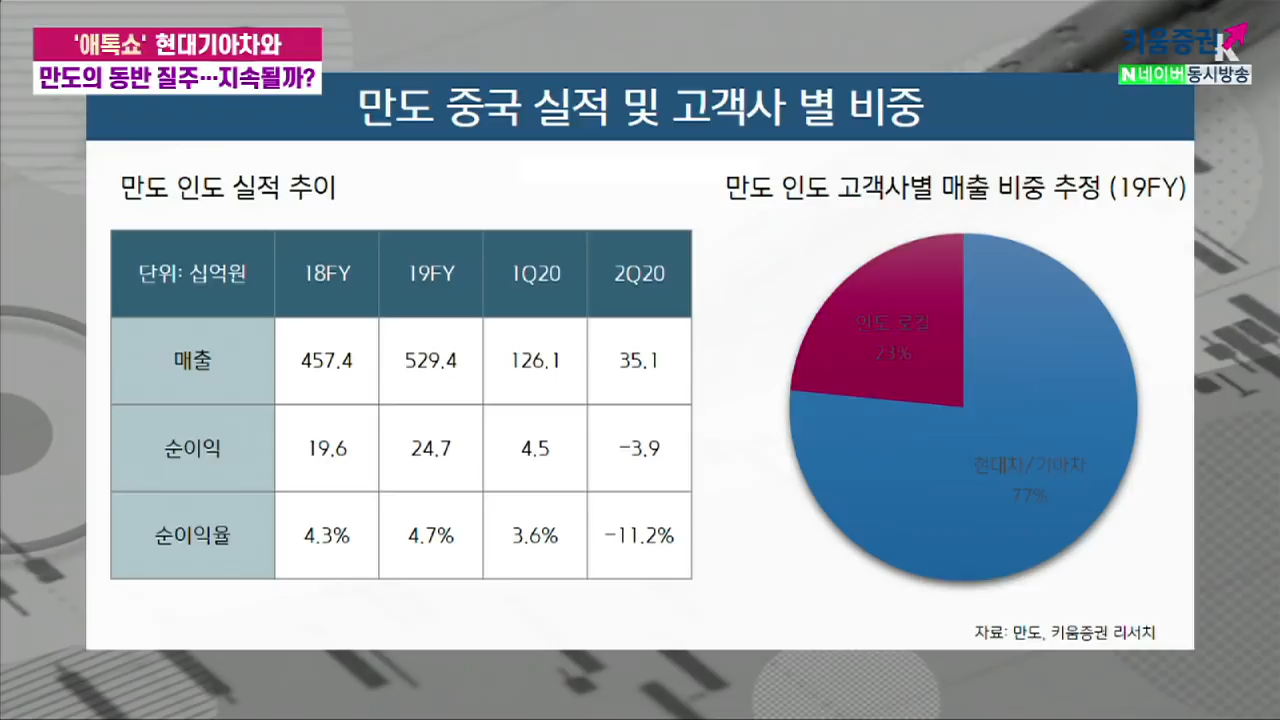 '애톡쇼' 현대기아차와
만도의 동반 질주…지속될까?
키움증권
K
N 네이버 동시방송
만도 중국 실적 및 고객사 별 비중
만도 인도 실적 추이
단위: 십억원 18FY 19FY 1Q20 2Q20
매출 457.4 529.4 126.1 35.1
순이익 19.6 24.7 4.5 -3.9
순이익율 4.3% 4.7% 3.6% -11.2%
만도 인도 고객사별 매출 비중 추정 (19FY)
인도 로컬
23%
현대차/기아차
77%
자료: 만도, 키움증권 리서치